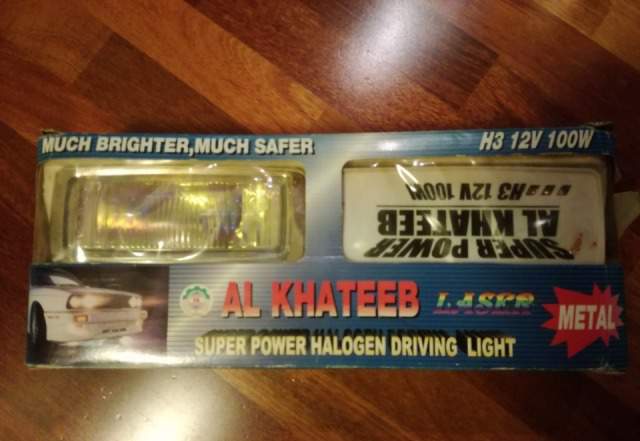 MUCH BRIGHTER,MUCH SAFER
H3 12V 100W
SUPER POWER
AL KHATEEB
H3 12V 100W
AL KHATEEB LASER
METAL
SUPER POWER HALOGEN DRIVING LIGHT